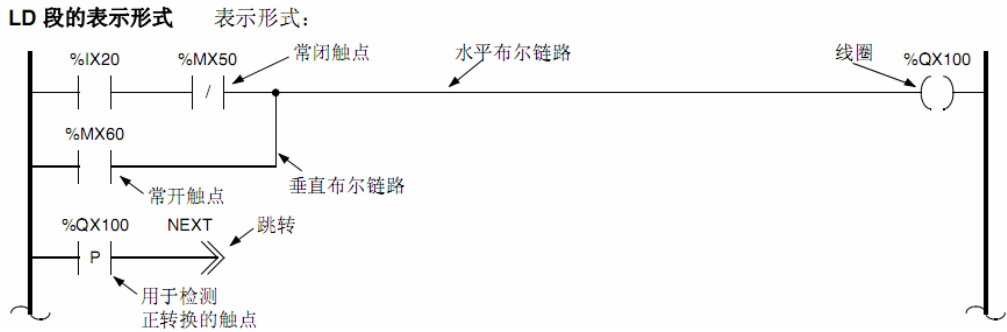 LD 段的表示形式 表示形式：
%IX20 %MX50 常闭触点 水平布尔链路 线圈 %QX100
/
%MX60
常开触点 垂直布尔链路
%QX100 NEXT 跳转
P
用于检测
正转换的触点